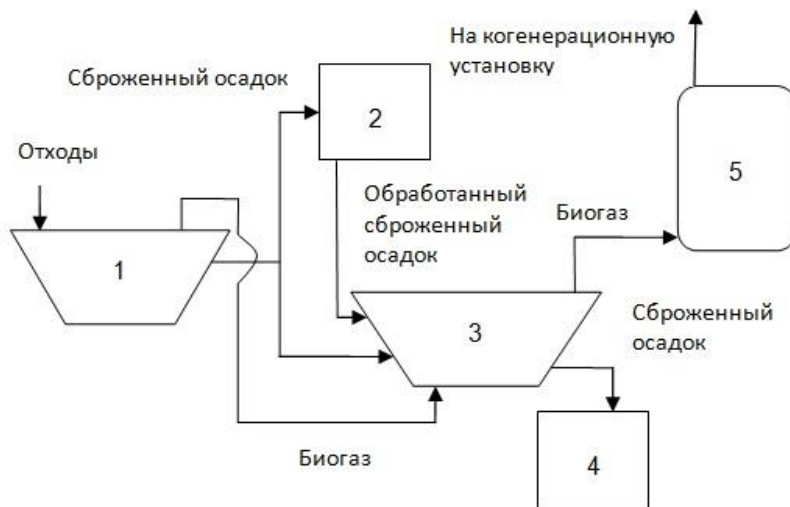 На когенерационную
установку
Сброженный осадок
2
5
Отходы
Обработанный
сброженный
осадок
Биогаз
1
3
Сброженный
осадок
Биогаз
4